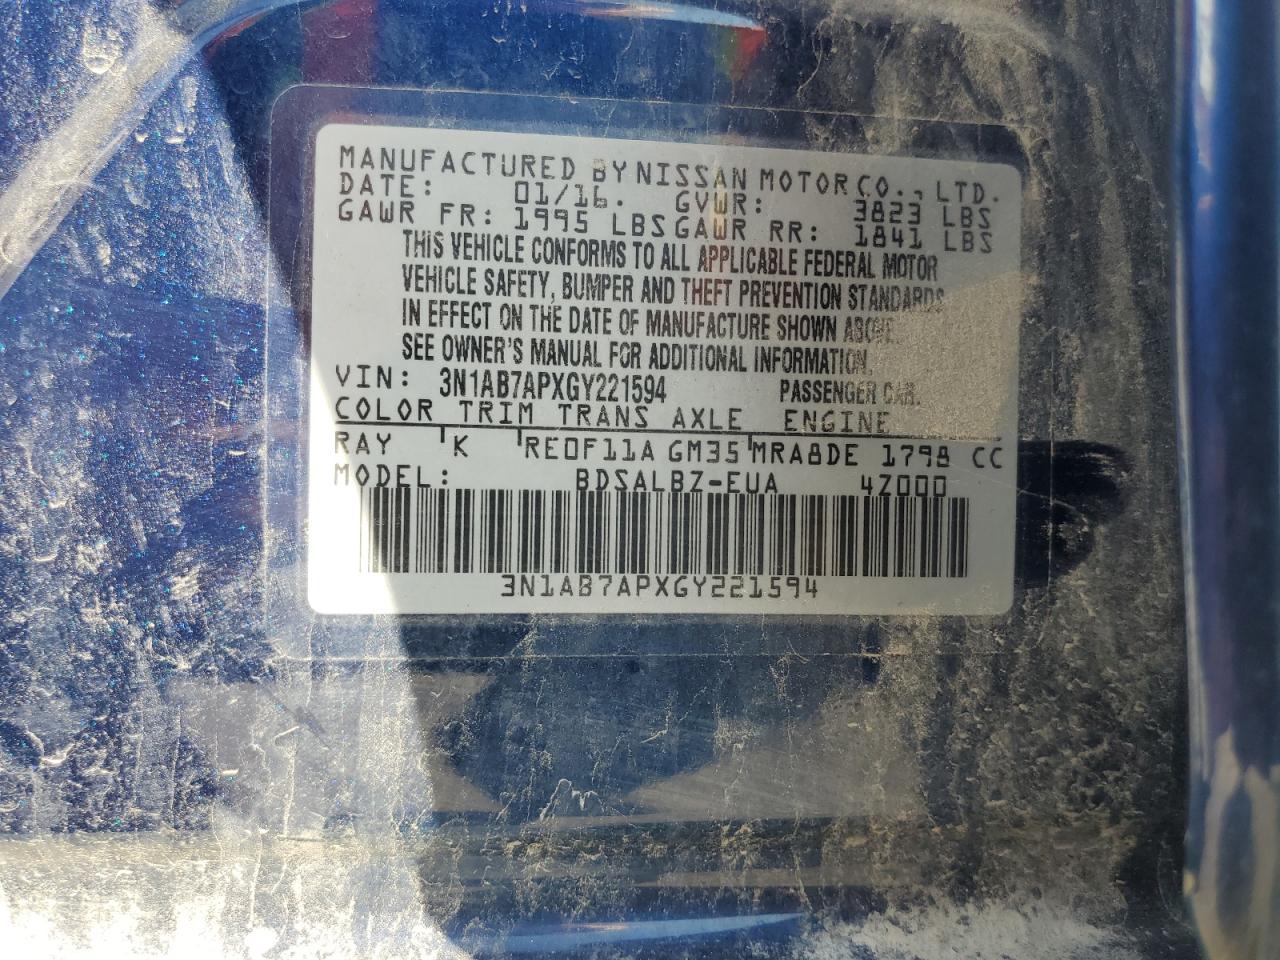 MANUFACTURED BY NISSAN MOTOR CO., LTD.
DATE: 01/16. GVWR: 3823 LBS
GAWR FR: 1995 LBS GAWR RR: 1841 LBS
THIS VEHICLE CONFORMS TO ALL APPLICABLE FEDERAL MOTOR
VEHICLE SAFETY, BUMPER AND THEFT PREVENTION STANDARDS
IN EFFECT ON THE DATE OF MANUFACTURE SHOWN ABOVE.
SEE OWNER'S MANUAL FOR ADDITIONAL INFORMATION.
VIN: 3N1AB7APXGY221594 PASSENGER CAR.
COLOR TRIM TRANS AXLE ENGINE
RAY K RE0F11A GM35 MRA8DE 1798 CC
MODEL: BDSALBZ-EUA 4Z000
3N1AB7APXGY221594